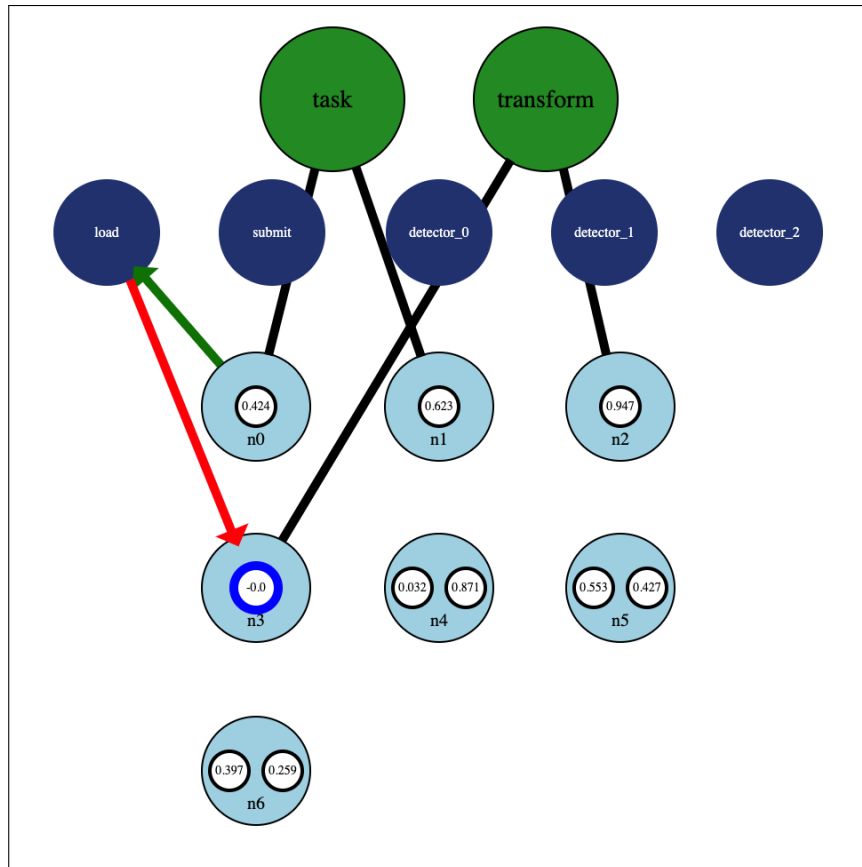 task
transform
load
submit
detector_0
detector_1
detector_2
0.424
n0
0.623
n1
0.947
n2
-0.0
n3
0.032 0.871
n4
0.553 0.427
n5
0.397 0.259
n6